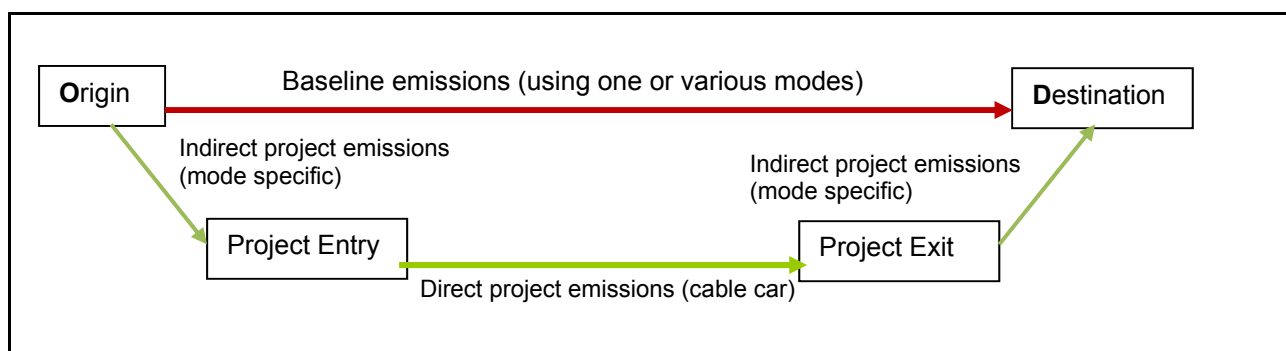 Baseline emissions (using one or various modes)
Origin
Destination
Indirect project emissions
(mode specific)
Indirect project emissions
(mode specific)
Project Entry
Project Exit
Direct project emissions (cable car)